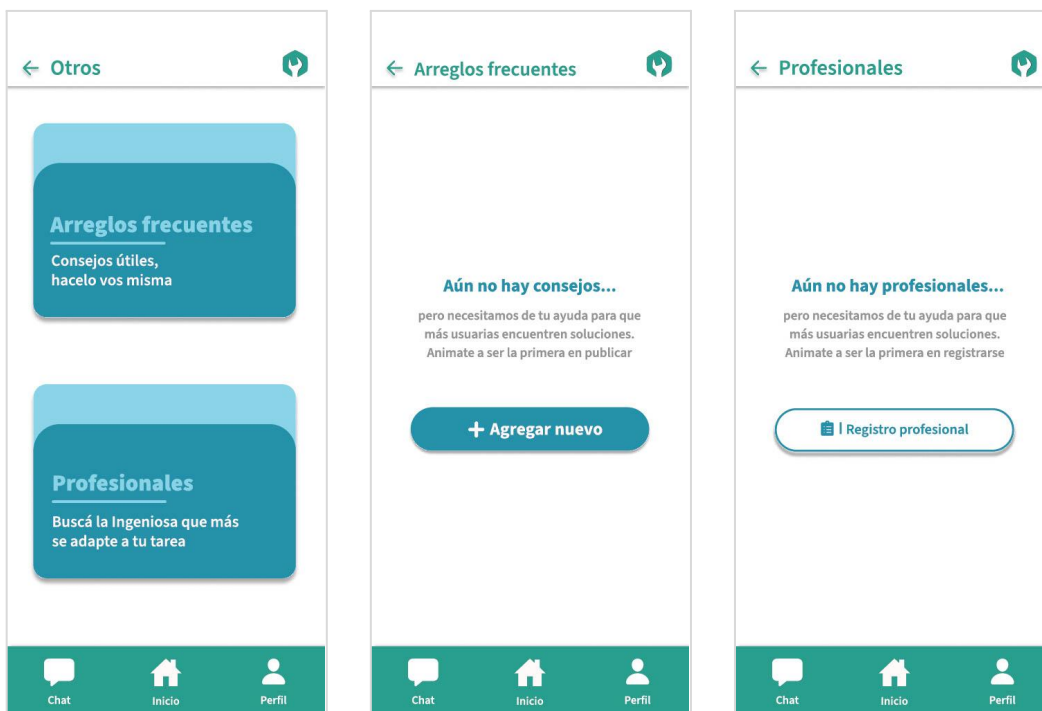 Otros
Arreglos frecuentes
Consejos útiles,
hacelo vos misma
Profesionales
Buscá la Ingeniosa que más
se adapte a tu tarea
Chat
Inicio
Perfil
Arreglos frecuentes
Aún no hay consejos...
pero necesitamos de tu ayuda para que
más usuarias encuentren soluciones.
Animate a ser la primera en publicar
+ Agregar nuevo
Chat
Inicio
Perfil
Profesionales
Aún no hay profesionales...
pero necesitamos de tu ayuda para que
más usuarias encuentren soluciones.
Animate a ser la primera en registrarse
| Registro profesional
Chat
Inicio
Perfil